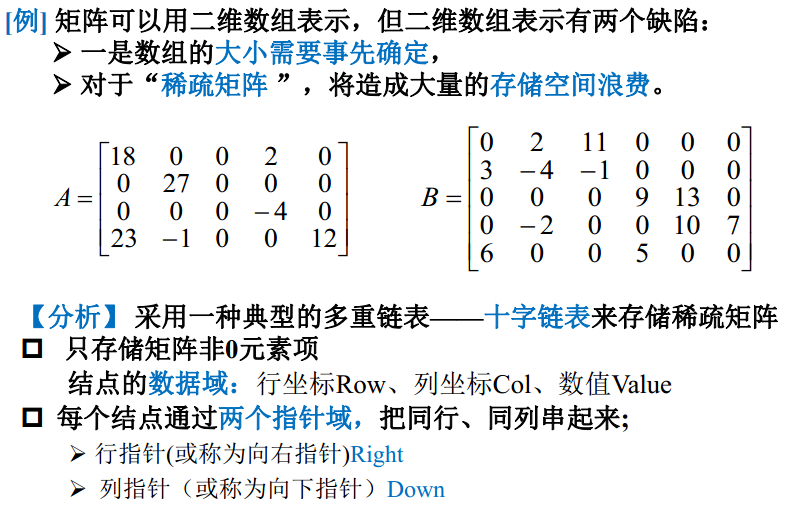 [例] 矩阵可以用二维数组表示，但二维数组表示有两个缺陷：
➢ 一是数组的大小需要事先确定，
➢ 对于“稀疏矩阵 ”，将造成大量的存储空间浪费。
A =
18 0 0 2 0
0 27 0 0 0
0 0 0 －4 0
23 －1 0 0 12
B =
0 2 11 0 0 0
3 －4 －1 0 0 0
0 0 0 9 13 0
0 －2 0 0 10 7
6 0 0 5 0 0
【分析】 采用一种典型的多重链表——十字链表来存储稀疏矩阵
❑ 只存储矩阵非0元素项
结点的数据域：行坐标Row、列坐标Col、数值Value
❑ 每个结点通过两个指针域，把同行、同列串起来;
➢ 行指针(或称为向右指针)Right
➢ 列指针（或称为向下指针）Down